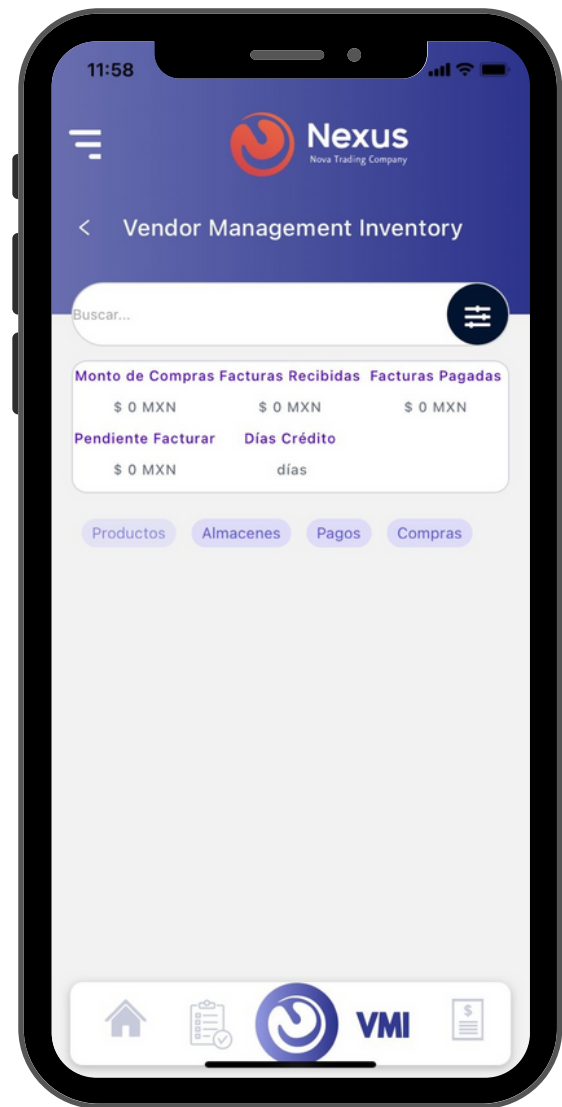 11:58
Nexus
Nova Trading Company
< Vendor Management Inventory
Buscar...
Monto de Compras Facturas Recibidas Facturas Pagadas
$ 0 MXN $ 0 MXN $ 0 MXN
Pendiente Facturar Días Crédito
$ 0 MXN días
Productos Almacenes Pagos Compras
VMI $